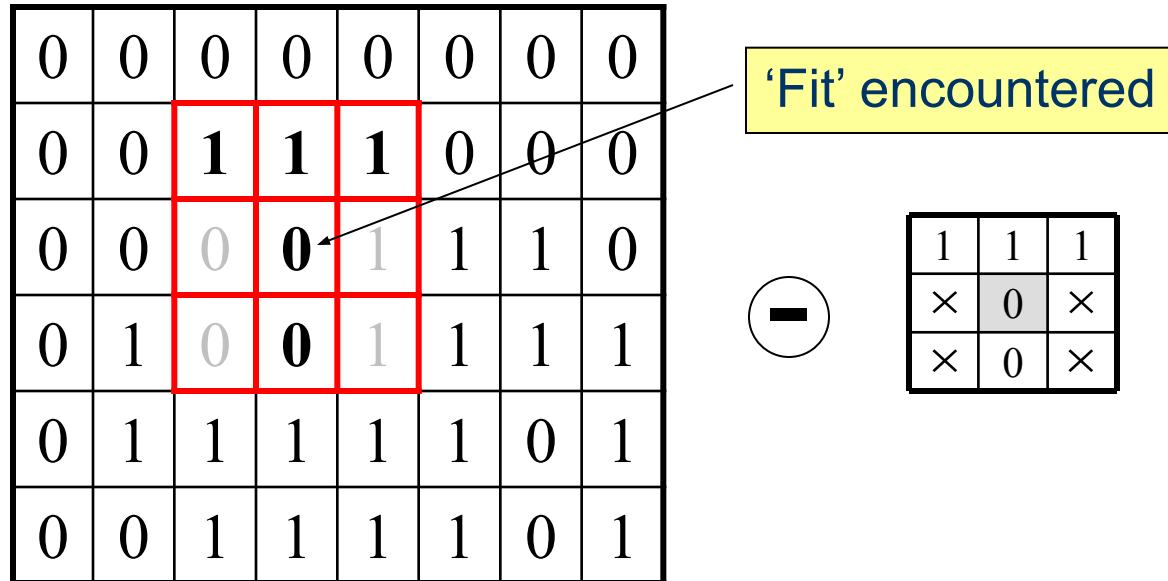 0 0 0 0 0 0 0 0
0 0 1 1 1 0 0 0
0 0 0 0 1 1 1 0
0 1 0 0 1 1 1 1
0 1 1 1 1 1 0 1
0 0 1 1 1 1 0 1
‘Fit’ encountered
−
1 1 1
× 0 ×
× 0 ×